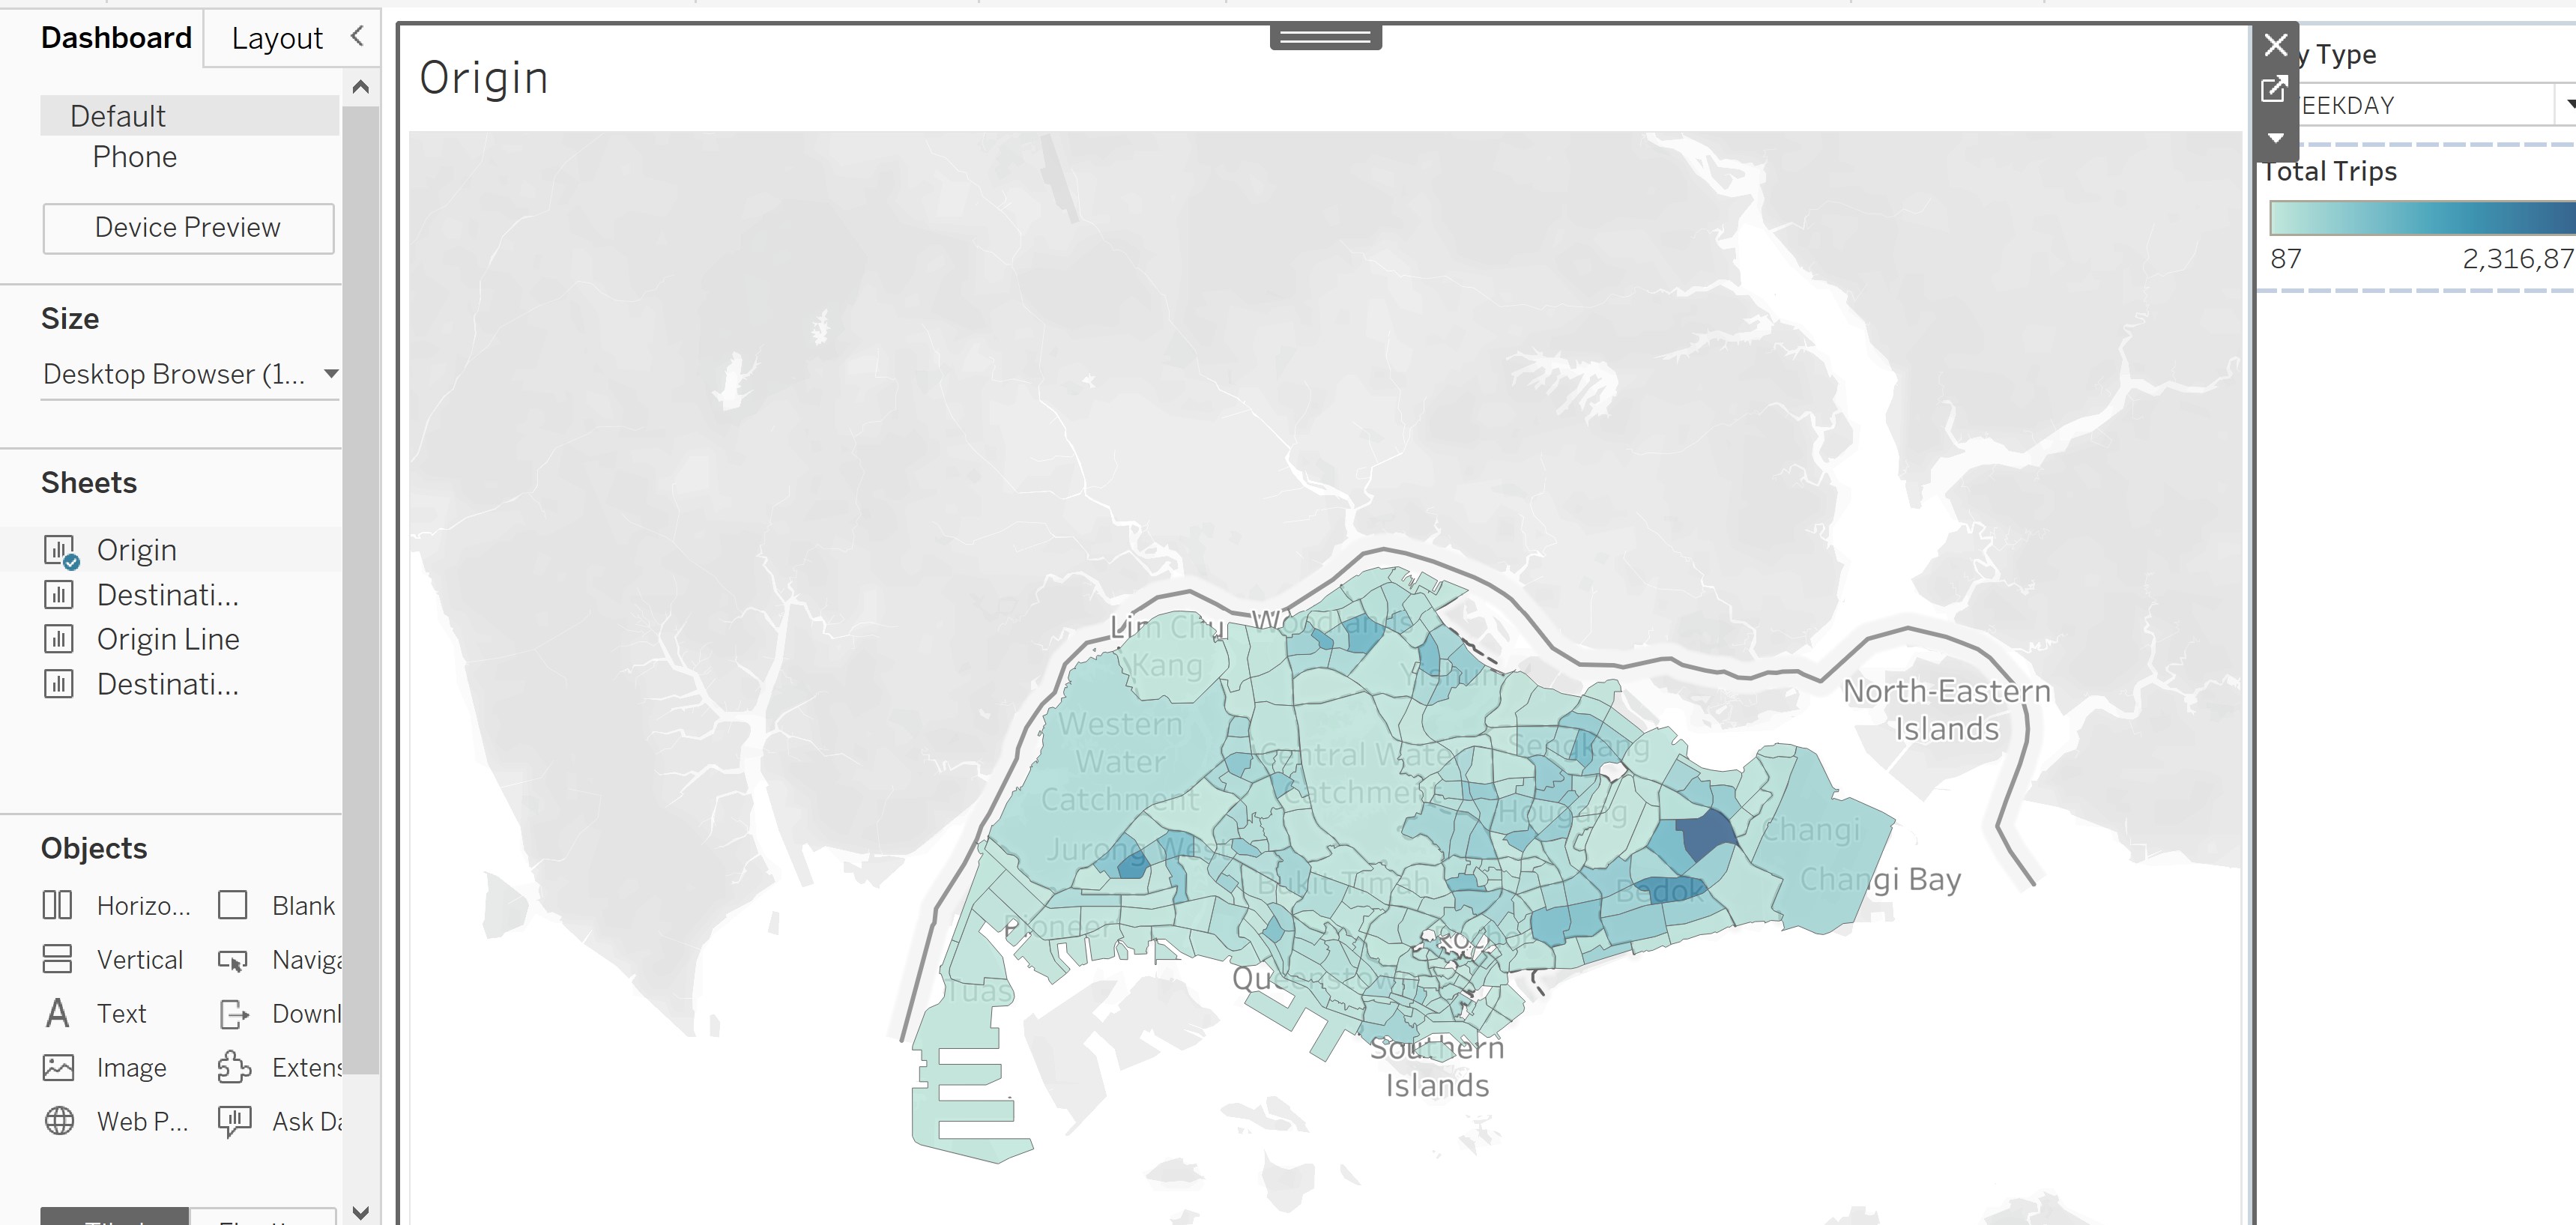 Dashboard
Layout
Default
Phone
Device Preview
Size
Desktop Browser (1...
Sheets
Origin
Destinati...
Origin Line
Destinati...
Objects
Horizo...
Blank
Vertical
Naviga
Text
Downl
Image
Extens
Web P...
Ask Da
Origin
Lim Chu
Kang
Woodlands
Yishun
North-Eastern
Islands
Western
Water
Catchment
Central Water
Catchment
Sengkang
Hougang
Changi
Jurong West
Bukit Timah
Bedok
Changi Bay
Pioneer
Queenstown
Tuas
Southern
Islands
y Type
EEKDAY
Total Trips
87
2,316,87